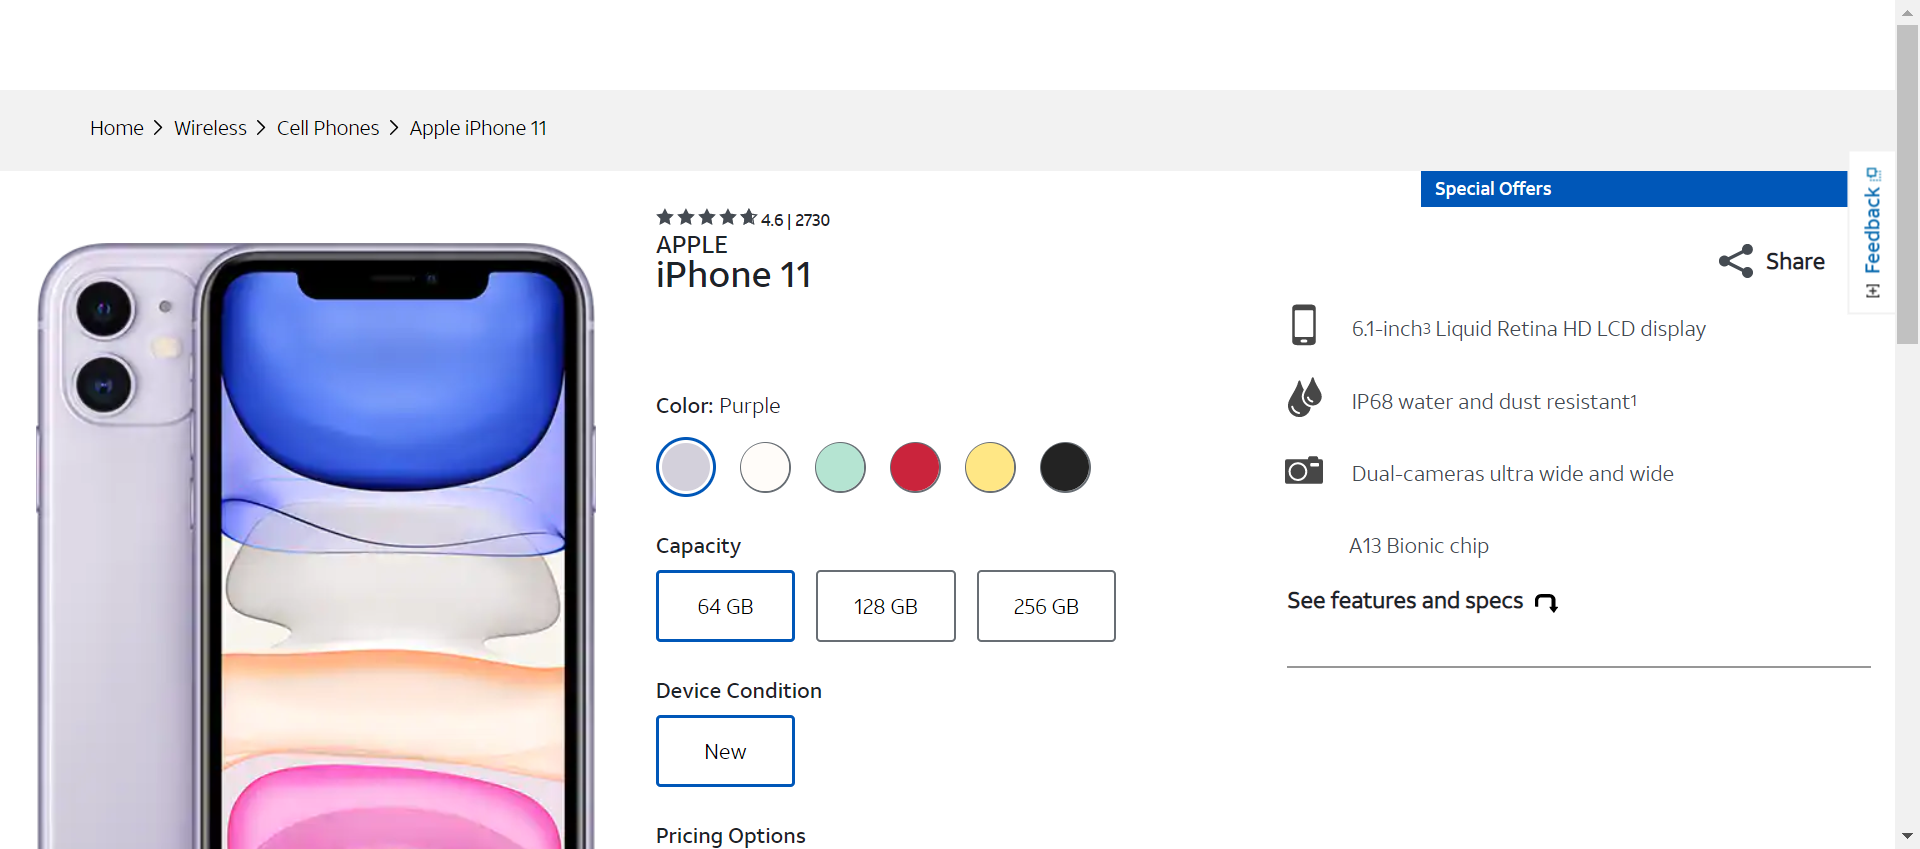 Home > Wireless > Cell Phones > Apple iPhone 11
Special Offers
Feedback
4.6 | 2730
APPLE
iPhone 11
Share
6.1-inch3 Liquid Retina HD LCD display
IP68 water and dust resistant1
Dual-cameras ultra wide and wide
A13 Bionic chip
See features and specs
Color: Purple
Capacity
64 GB
128 GB
256 GB
Device Condition
New
Pricing Options